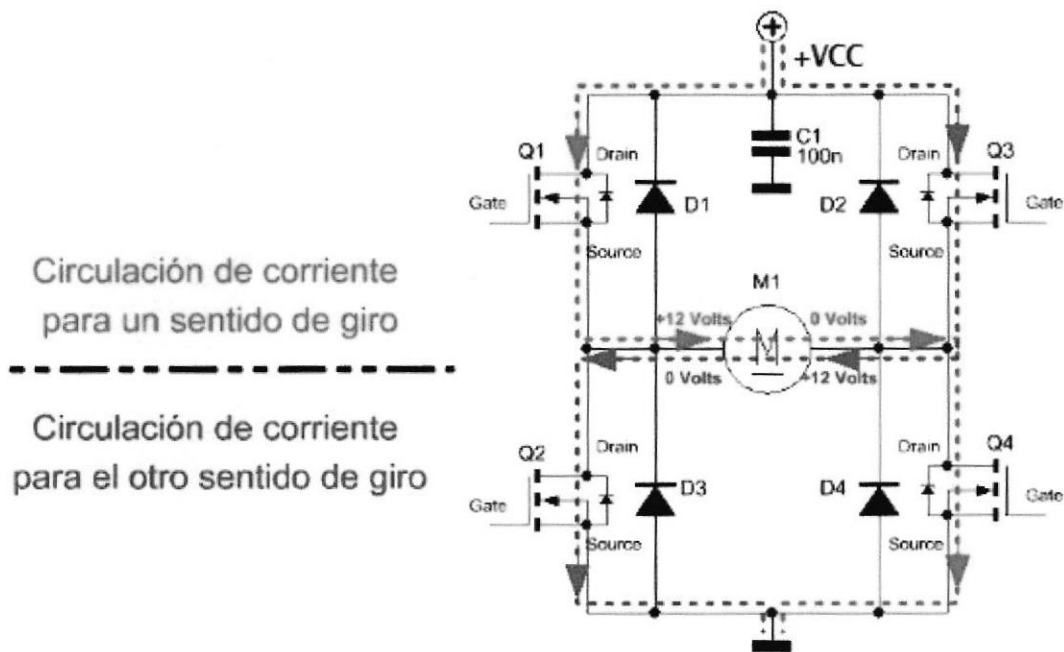 +VCC
C1
100n
Q1
Drain
Gate
Source
D1
D2
Drain
Q3
Gate
Source
Circulación de corriente
para un sentido de giro
M1
+12 Volts
0 Volts
M
0 Volts
+12 Volts
Circulación de corriente
para el otro sentido de giro
Q2
Drain
Gate
Source
D3
D4
Drain
Q4
Gate
Source